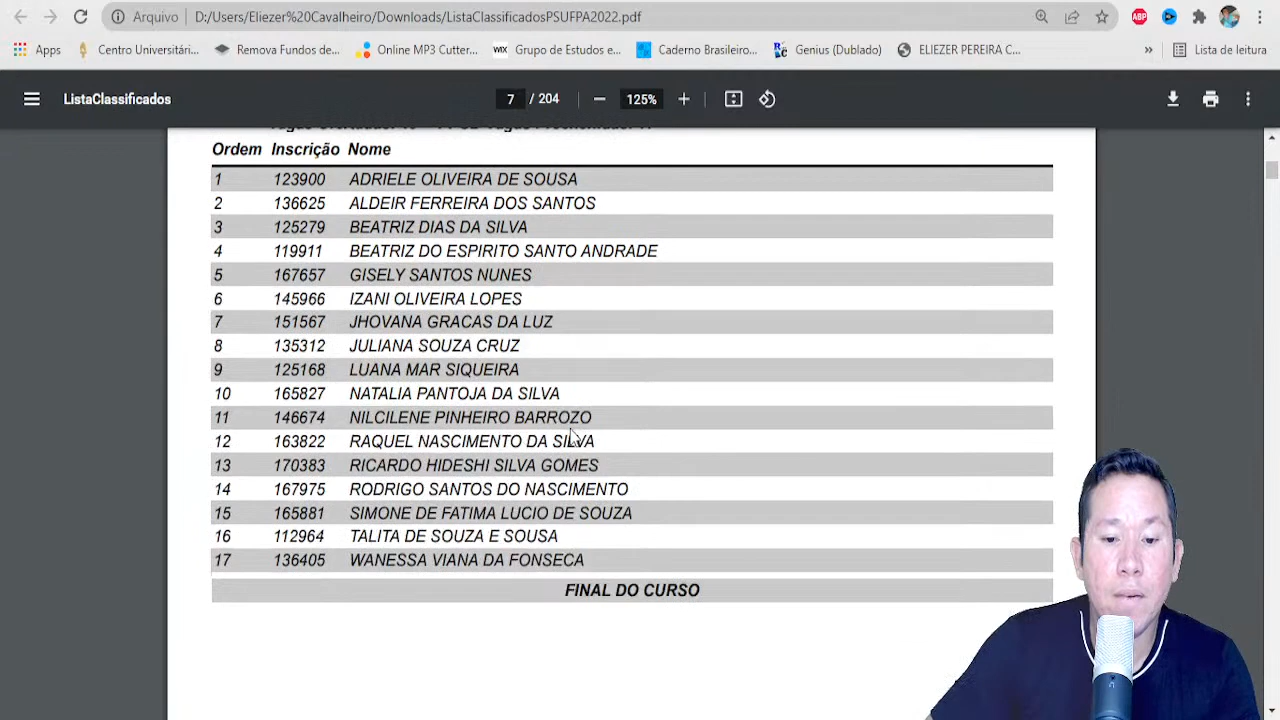 Arquivo D:/Users/Eliezer%20Cavalheiro/Downloads/ListaClassificadosPSUFPA2022.pdf ABP
Apps Centro Universitári... Remova Fundos de... Online MP3 Cutter... WIX Grupo de Estudos e... Caderno Brasileiro... Genius (Dublado) ELIEZER PEREIRA C... » Lista de leitura
ListaClassificados 7 / 204 125%
Ordem Inscrição Nome
1 123900 ADRIELE OLIVEIRA DE SOUSA
2 136625 ALDEIR FERREIRA DOS SANTOS
3 125279 BEATRIZ DIAS DA SILVA
4 119911 BEATRIZ DO ESPIRITO SANTO ANDRADE
5 167657 GISELY SANTOS NUNES
6 145966 IZANI OLIVEIRA LOPES
7 151567 JHOVANA GRACAS DA LUZ
8 135312 JULIANA SOUZA CRUZ
9 125168 LUANA MAR SIQUEIRA
10 165827 NATALIA PANTOJA DA SILVA
11 146674 NILCILENE PINHEIRO BARROZO
12 163822 RAQUEL NASCIMENTO DA SILVA
13 170383 RICARDO HIDESHI SILVA GOMES
14 167975 RODRIGO SANTOS DO NASCIMENTO
15 165881 SIMONE DE FATIMA LUCIO DE SOUZA
16 112964 TALITA DE SOUZA E SOUSA
17 136405 WANESSA VIANA DA FONSECA
FINAL DO CURSO